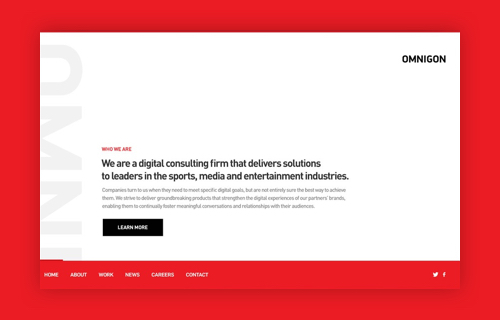 OMNIGON
OMNI
WHO WE ARE
We are a digital consulting firm that delivers solutions
to leaders in the sports, media and entertainment industries.
Companies turn to us when they need to meet specific digital goals, but are not entirely sure the best way to achieve
them. We strive to deliver groundbreaking products that strengthen the digital experiences of our partners' brands,
enabling them to continually foster meaningful conversations and relationships with their audiences.
LEARN MORE
HOME ABOUT WORK NEWS CAREERS CONTACT